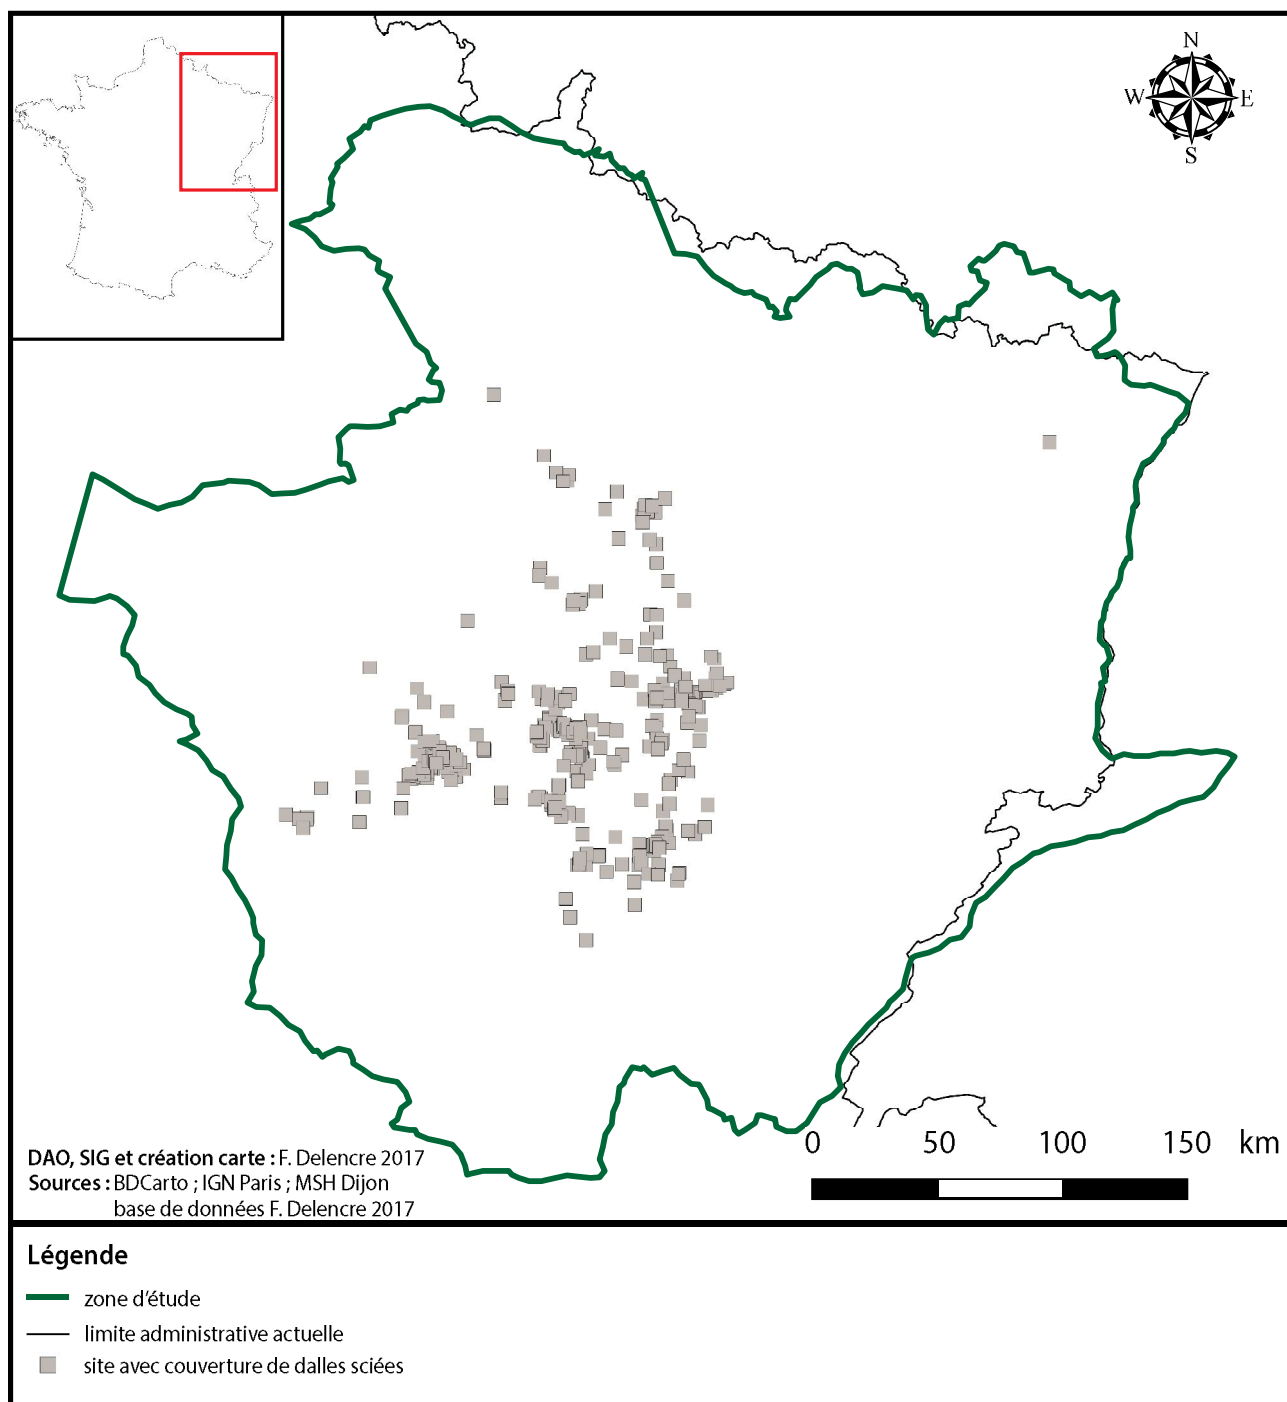 N
W
E
S
0 50 100 150 km
DAO, SIG et création carte : F. Delencre 2017
Sources : BDCarto ; IGN Paris ; MSH Dijon
base de données F. Delencre 2017
Légende
zone d'étude
limite administrative actuelle
site avec couverture de dalles sciées